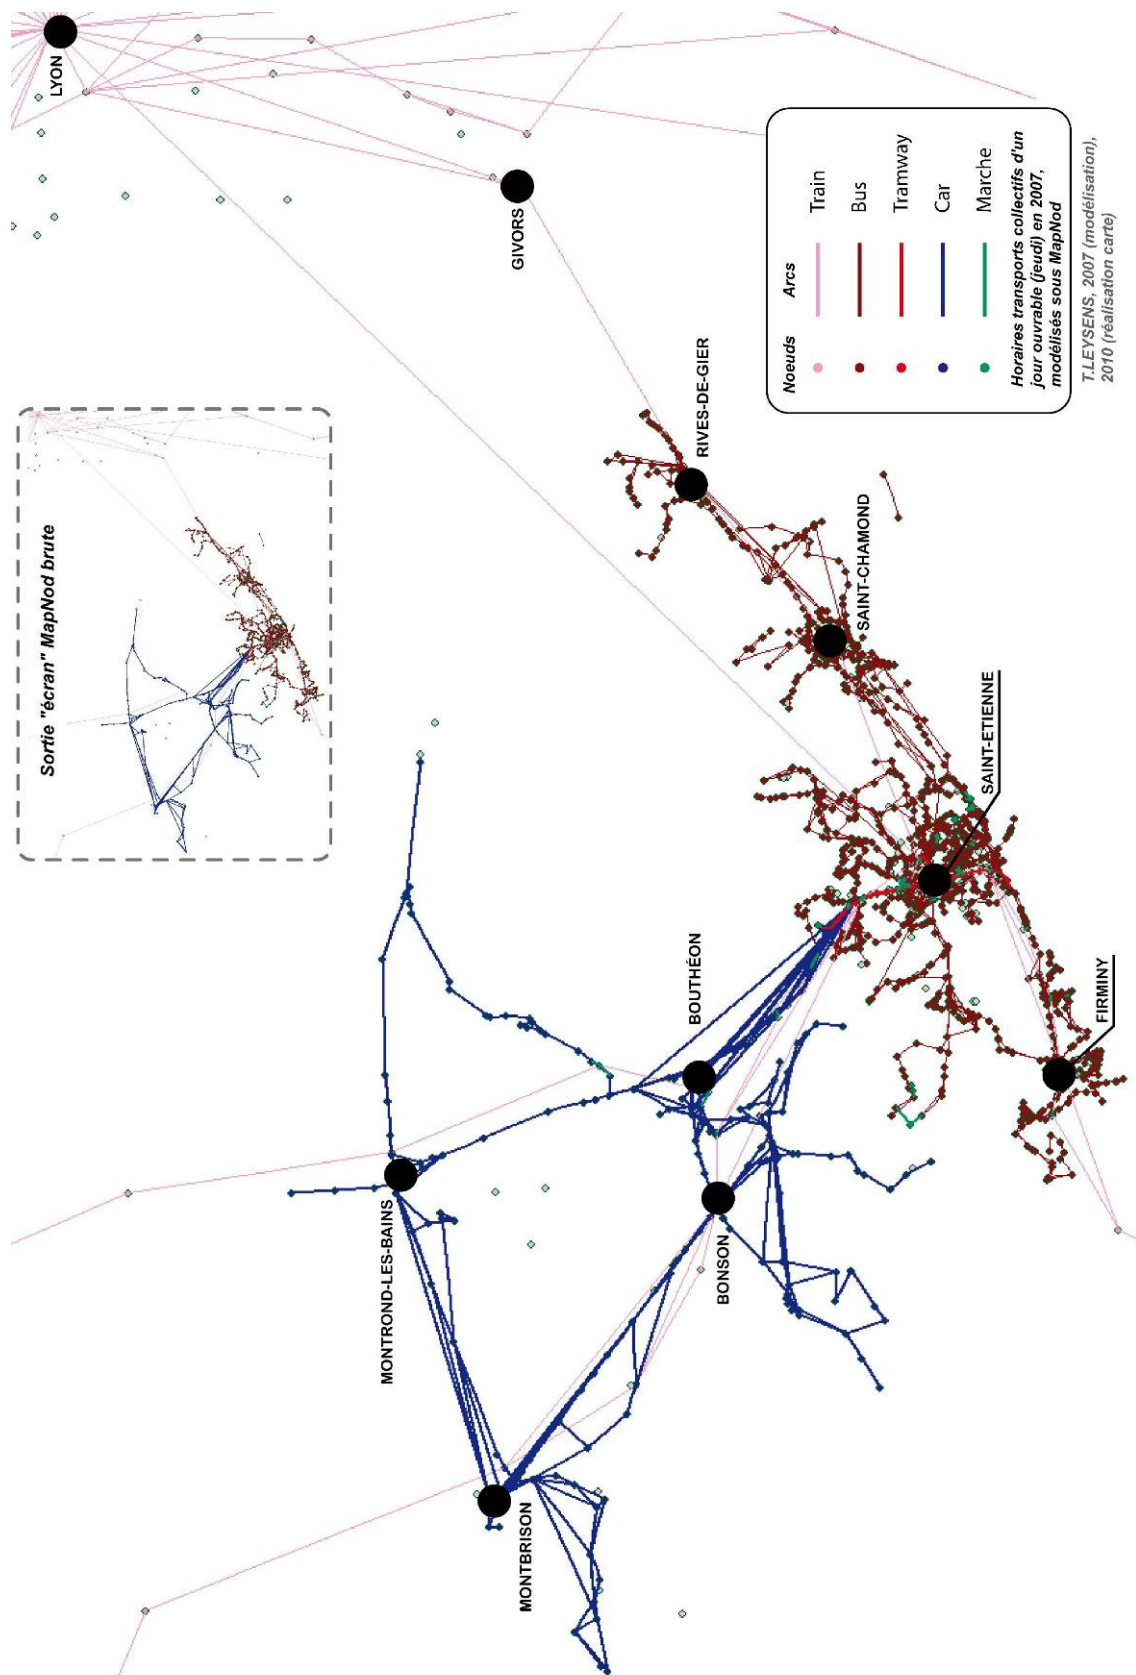 Sortie "écran" MapNod brute
LYON
GIVORS
RIVES-DE-GIER
SAINT-CHAMOND
SAINT-ETIENNE
FIRMINY
BOUTHÉON
BONSON
MONTROND-LES-BAINS
MONTBRISON
Noeuds Arcs
Train
Bus
Tramway
Car
Marche
Horaires transports collectifs d'un
jour ouvrable (jeudi) en 2007,
modélisés sous MapNod
T.LEYSENS, 2007 (modélisation),
2010 (réalisation carte)